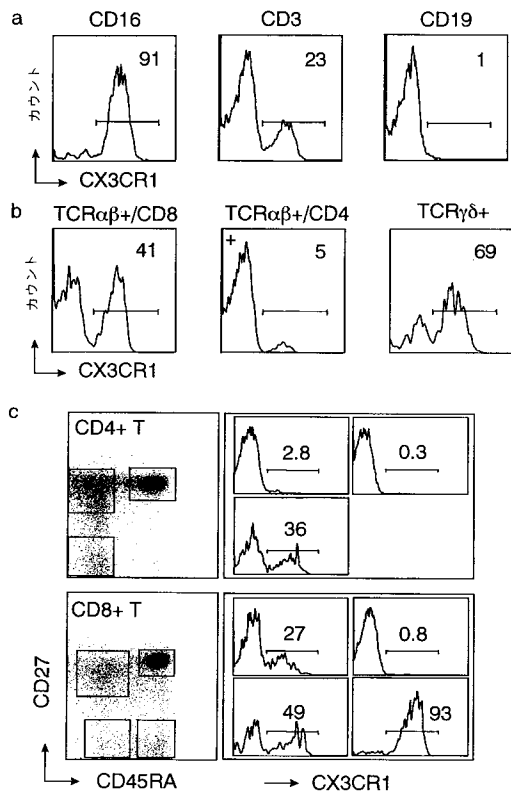 a
CD16 CD3 CD19
91 23 1
カウント
CX3CR1
b
TCRαβ+/CD8 TCRαβ+/CD4 TCRγδ+
+
41 5 69
カウント
CX3CR1
c
CD4+ T
2.8 0.3
36
CD8+ T
27 0.8
49 93
CD27
CD45RA CX3CR1